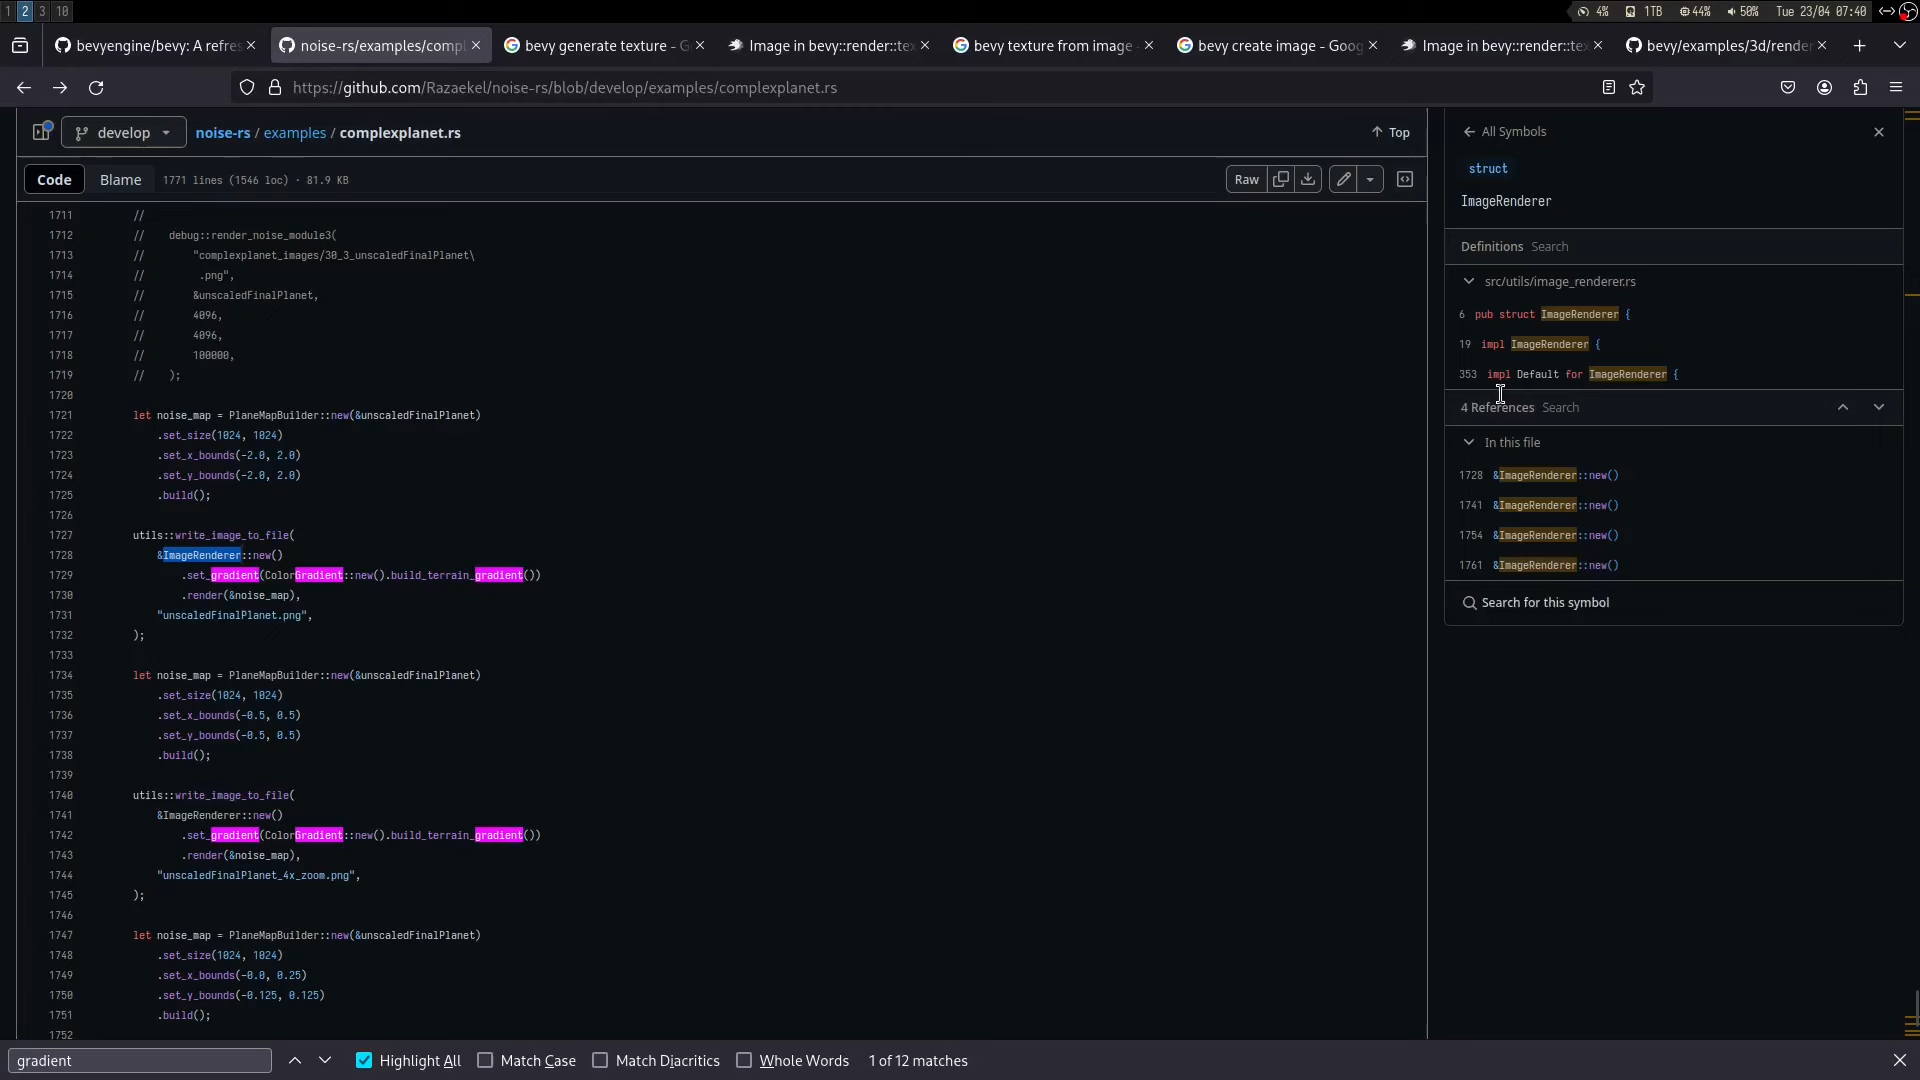 1 2 3 10
4% 1TB 44% 50% Tue 23/04 07:40
bevyengine/bevy: A refres
noise-rs/examples/compl
bevy generate texture - G
Image in bevy::render::tex
bevy texture from image -
bevy create image - Goog
Image in bevy::render::tex
bevy/examples/3d/render
https://github.com/Razaekel/noise-rs/blob/develop/examples/complexplanet.rs
develop
noise-rs / examples / complexplanet.rs
Top
Code Blame 1771 lines (1546 loc) · 81.9 KB
Raw
1711 //
1712 // debug::render_noise_module3(
1713 // "complexplanet_images/30_3_unscaledFinalPlanet\
1714 // .png",
1715 // &unscaledFinalPlanet,
1716 // 4096,
1717 // 4096,
1718 // 100000,
1719 // );
1720
1721 let noise_map = PlaneMapBuilder::new(&unscaledFinalPlanet)
1722 .set_size(1024, 1024)
1723 .set_x_bounds(-2.0, 2.0)
1724 .set_y_bounds(-2.0, 2.0)
1725 .build();
1726
1727 utils::write_image_to_file(
1728 &ImageRenderer::new()
1729 .set_gradient(ColorGradient::new().build_terrain_gradient())
1730 .render(&noise_map),
1731 "unscaledFinalPlanet.png",
1732 );
1733
1734 let noise_map = PlaneMapBuilder::new(&unscaledFinalPlanet)
1735 .set_size(1024, 1024)
1736 .set_x_bounds(-0.5, 0.5)
1737 .set_y_bounds(-0.5, 0.5)
1738 .build();
1739
1740 utils::write_image_to_file(
1741 &ImageRenderer::new()
1742 .set_gradient(ColorGradient::new().build_terrain_gradient())
1743 .render(&noise_map),
1744 "unscaledFinalPlanet_4x_zoom.png",
1745 );
1746
1747 let noise_map = PlaneMapBuilder::new(&unscaledFinalPlanet)
1748 .set_size(1024, 1024)
1749 .set_x_bounds(-0.0, 0.25)
1750 .set_y_bounds(-0.125, 0.125)
1751 .build();
1752
All Symbols
struct
ImageRenderer
Definitions Search
src/utils/image_renderer.rs
6 pub struct ImageRenderer {
19 impl ImageRenderer {
353 impl Default for ImageRenderer {
4 References Search
In this file
1728 &ImageRenderer::new()
1741 &ImageRenderer::new()
1754 &ImageRenderer::new()
1761 &ImageRenderer::new()
Search for this symbol
gradient Highlight All Match Case Match Diacritics Whole Words 1 of 12 matches